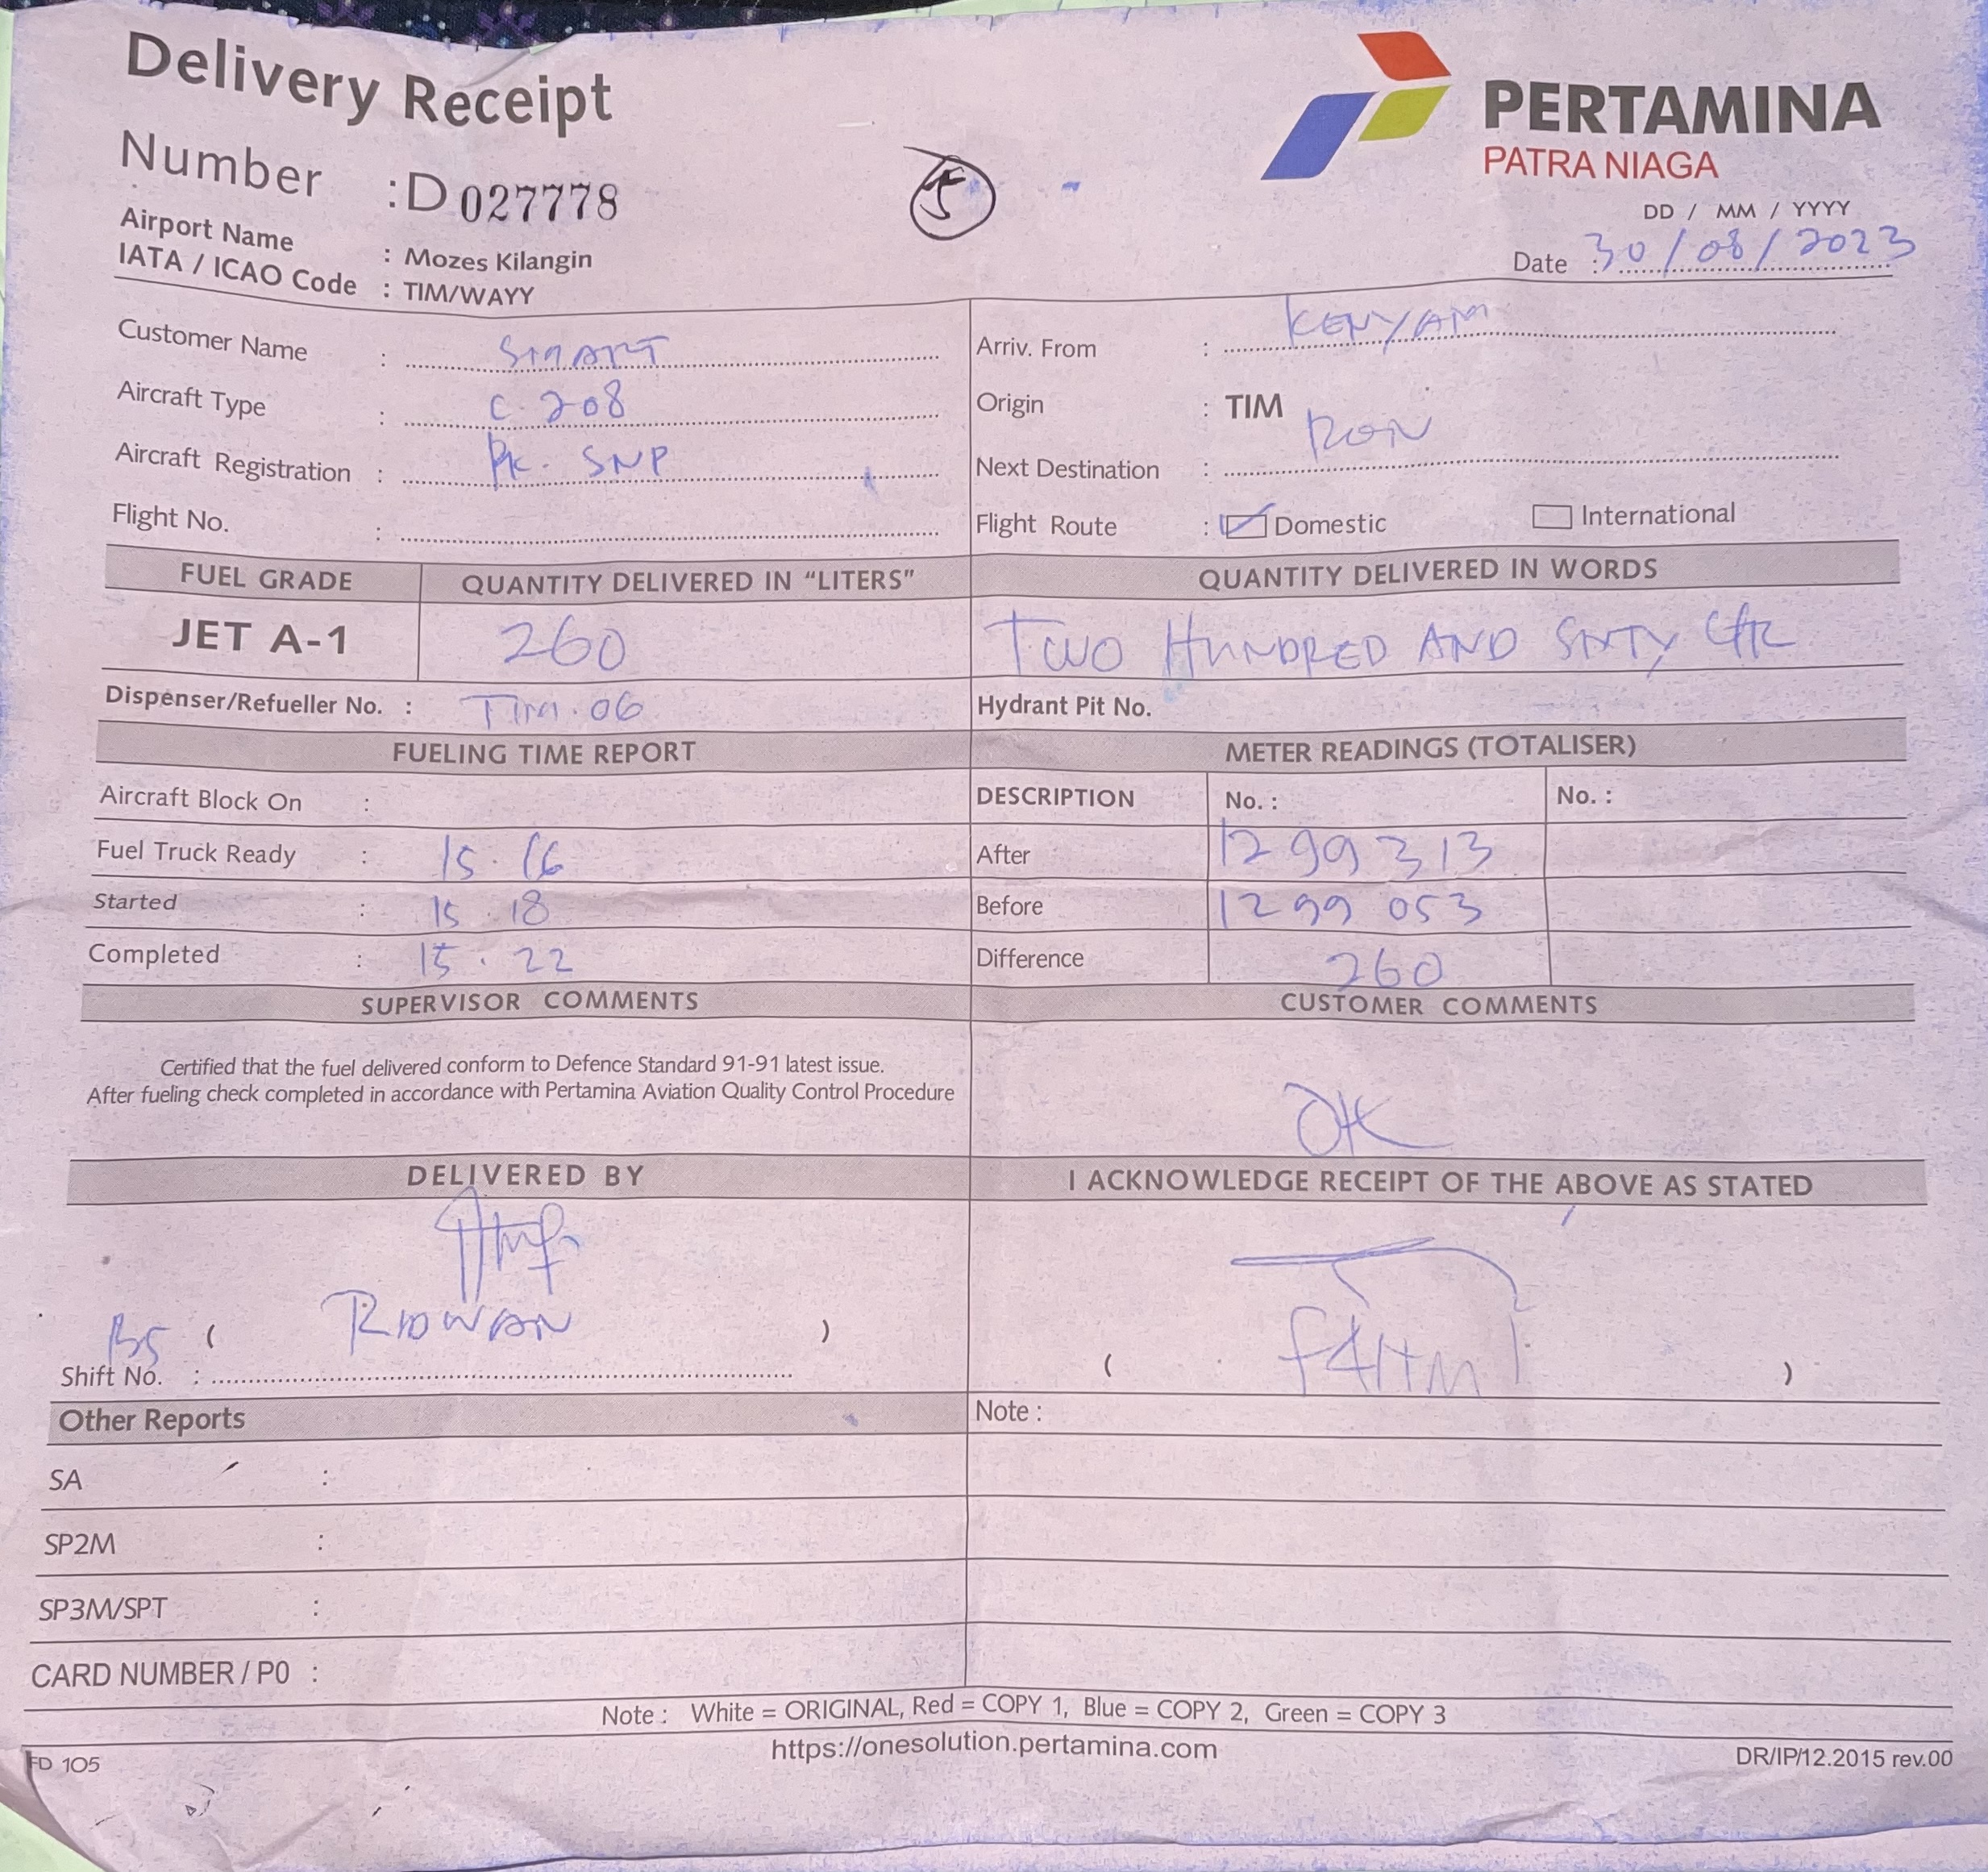 Delivery Receipt
PERTAMINA
PATRA NIAGA
Number : D 027778
5
DD / MM / YYYY
Date : 30/08/2023
Airport Name : Mozes Kilangin
IATA / ICAO Code : TIM/WAYY
Customer Name : SMART
Arriv. From : KENYAM
Aircraft Type : C 208
Origin : TIM
Aircraft Registration : PK. SNP
Next Destination : RON
Flight No. :
Flight Route : Domestic International
FUEL GRADE QUANTITY DELIVERED IN “LITERS” QUANTITY DELIVERED IN WORDS
JET A-1 260 TWO HUNDRED AND SIXTY
Dispenser/Refueller No. : TIM.06 Hydrant Pit No.
FUELING TIME REPORT METER READINGS (TOTALISER)
Aircraft Block On : DESCRIPTION No. : No. :
Fuel Truck Ready : 15.16 After 1299313
Started : 15.18 Before 1299053
Completed : 15.22 Difference 260
SUPERVISOR COMMENTS CUSTOMER COMMENTS
Certified that the fuel delivered conform to Defence Standard 91-91 latest issue.
After fueling check completed in accordance with Pertamina Aviation Quality Control Procedure
OK
DELIVERED BY I ACKNOWLEDGE RECEIPT OF THE ABOVE AS STATED
( RIDWAN )
Shift No. : B5
( FAHMI )
Other Reports Note :
SA :
SP2M :
SP3M/SPT :
CARD NUMBER / P0 :
Note : White = ORIGINAL, Red = COPY 1, Blue = COPY 2, Green = COPY 3
https://onesolution.pertamina.com
FD 105 DR/IP/12.2015 rev.00